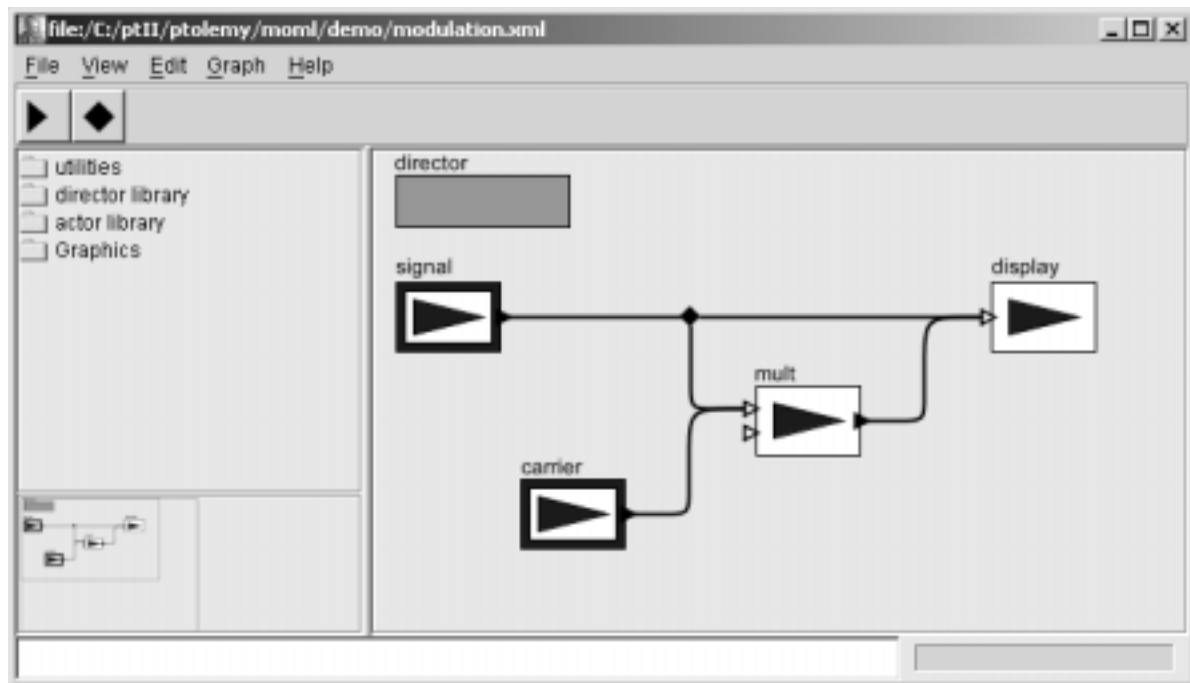 file:/C:/ptII/ptolemy/moml/demo/modulation.xml
File View Edit Graph Help
utilities
director library
actor library
Graphics
director
signal
display
mult
carrier